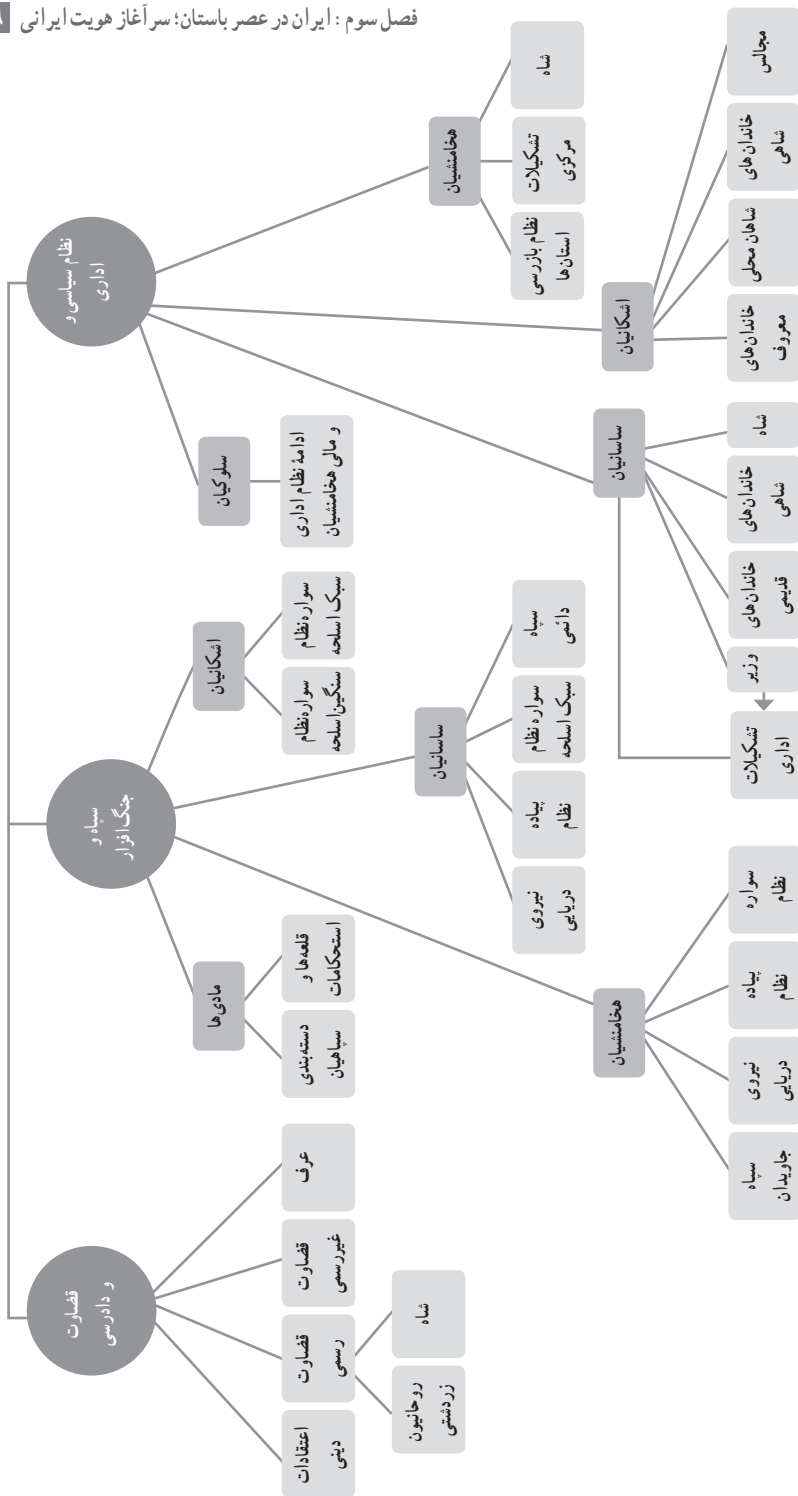 فصل سوم : ایران در عصر باستان؛ سرآغاز هویت ایرانی
نظام سیاسی و
اداری
هخامنشیان
شاه
تشکیلات
مرکزی
نظام بازرسی
استان‌ها
اشکانیان
مجالس
خاندان‌های
شاهی
شاهان محلی
خاندان‌های
معروف
ساسانیان
شاه
خاندان‌های
شاهی
خاندان‌های
قدیمی
وزیر
تشکیلات
اداری
سلوکیان
ادامهٔ نظام اداری
و مالی هخامنشیان
سپاه و
جنگ‌افزار
اشکانیان
سواره‌نظام
سبک اسلحه
سواره‌نظام
سنگین‌اسلحه
ساسانیان
سپاه
دائمی
سواره نظام
سبک اسلحه
پیاده
نظام
نیروی
دریایی
هخامنشیان
سواره
نظام
پیاده
نظام
نیروی
دریایی
سپاه
جاویدان
مادی‌ها
قلعه‌ها و
استحکامات
دسته‌بندی
سپاهیان
قضاوت
و دادرسی
عرف
قضاوت
غیررسمی
قضاوت
رسمی
شاه
روحانیون
زردشتی
اعتقادات
دینی